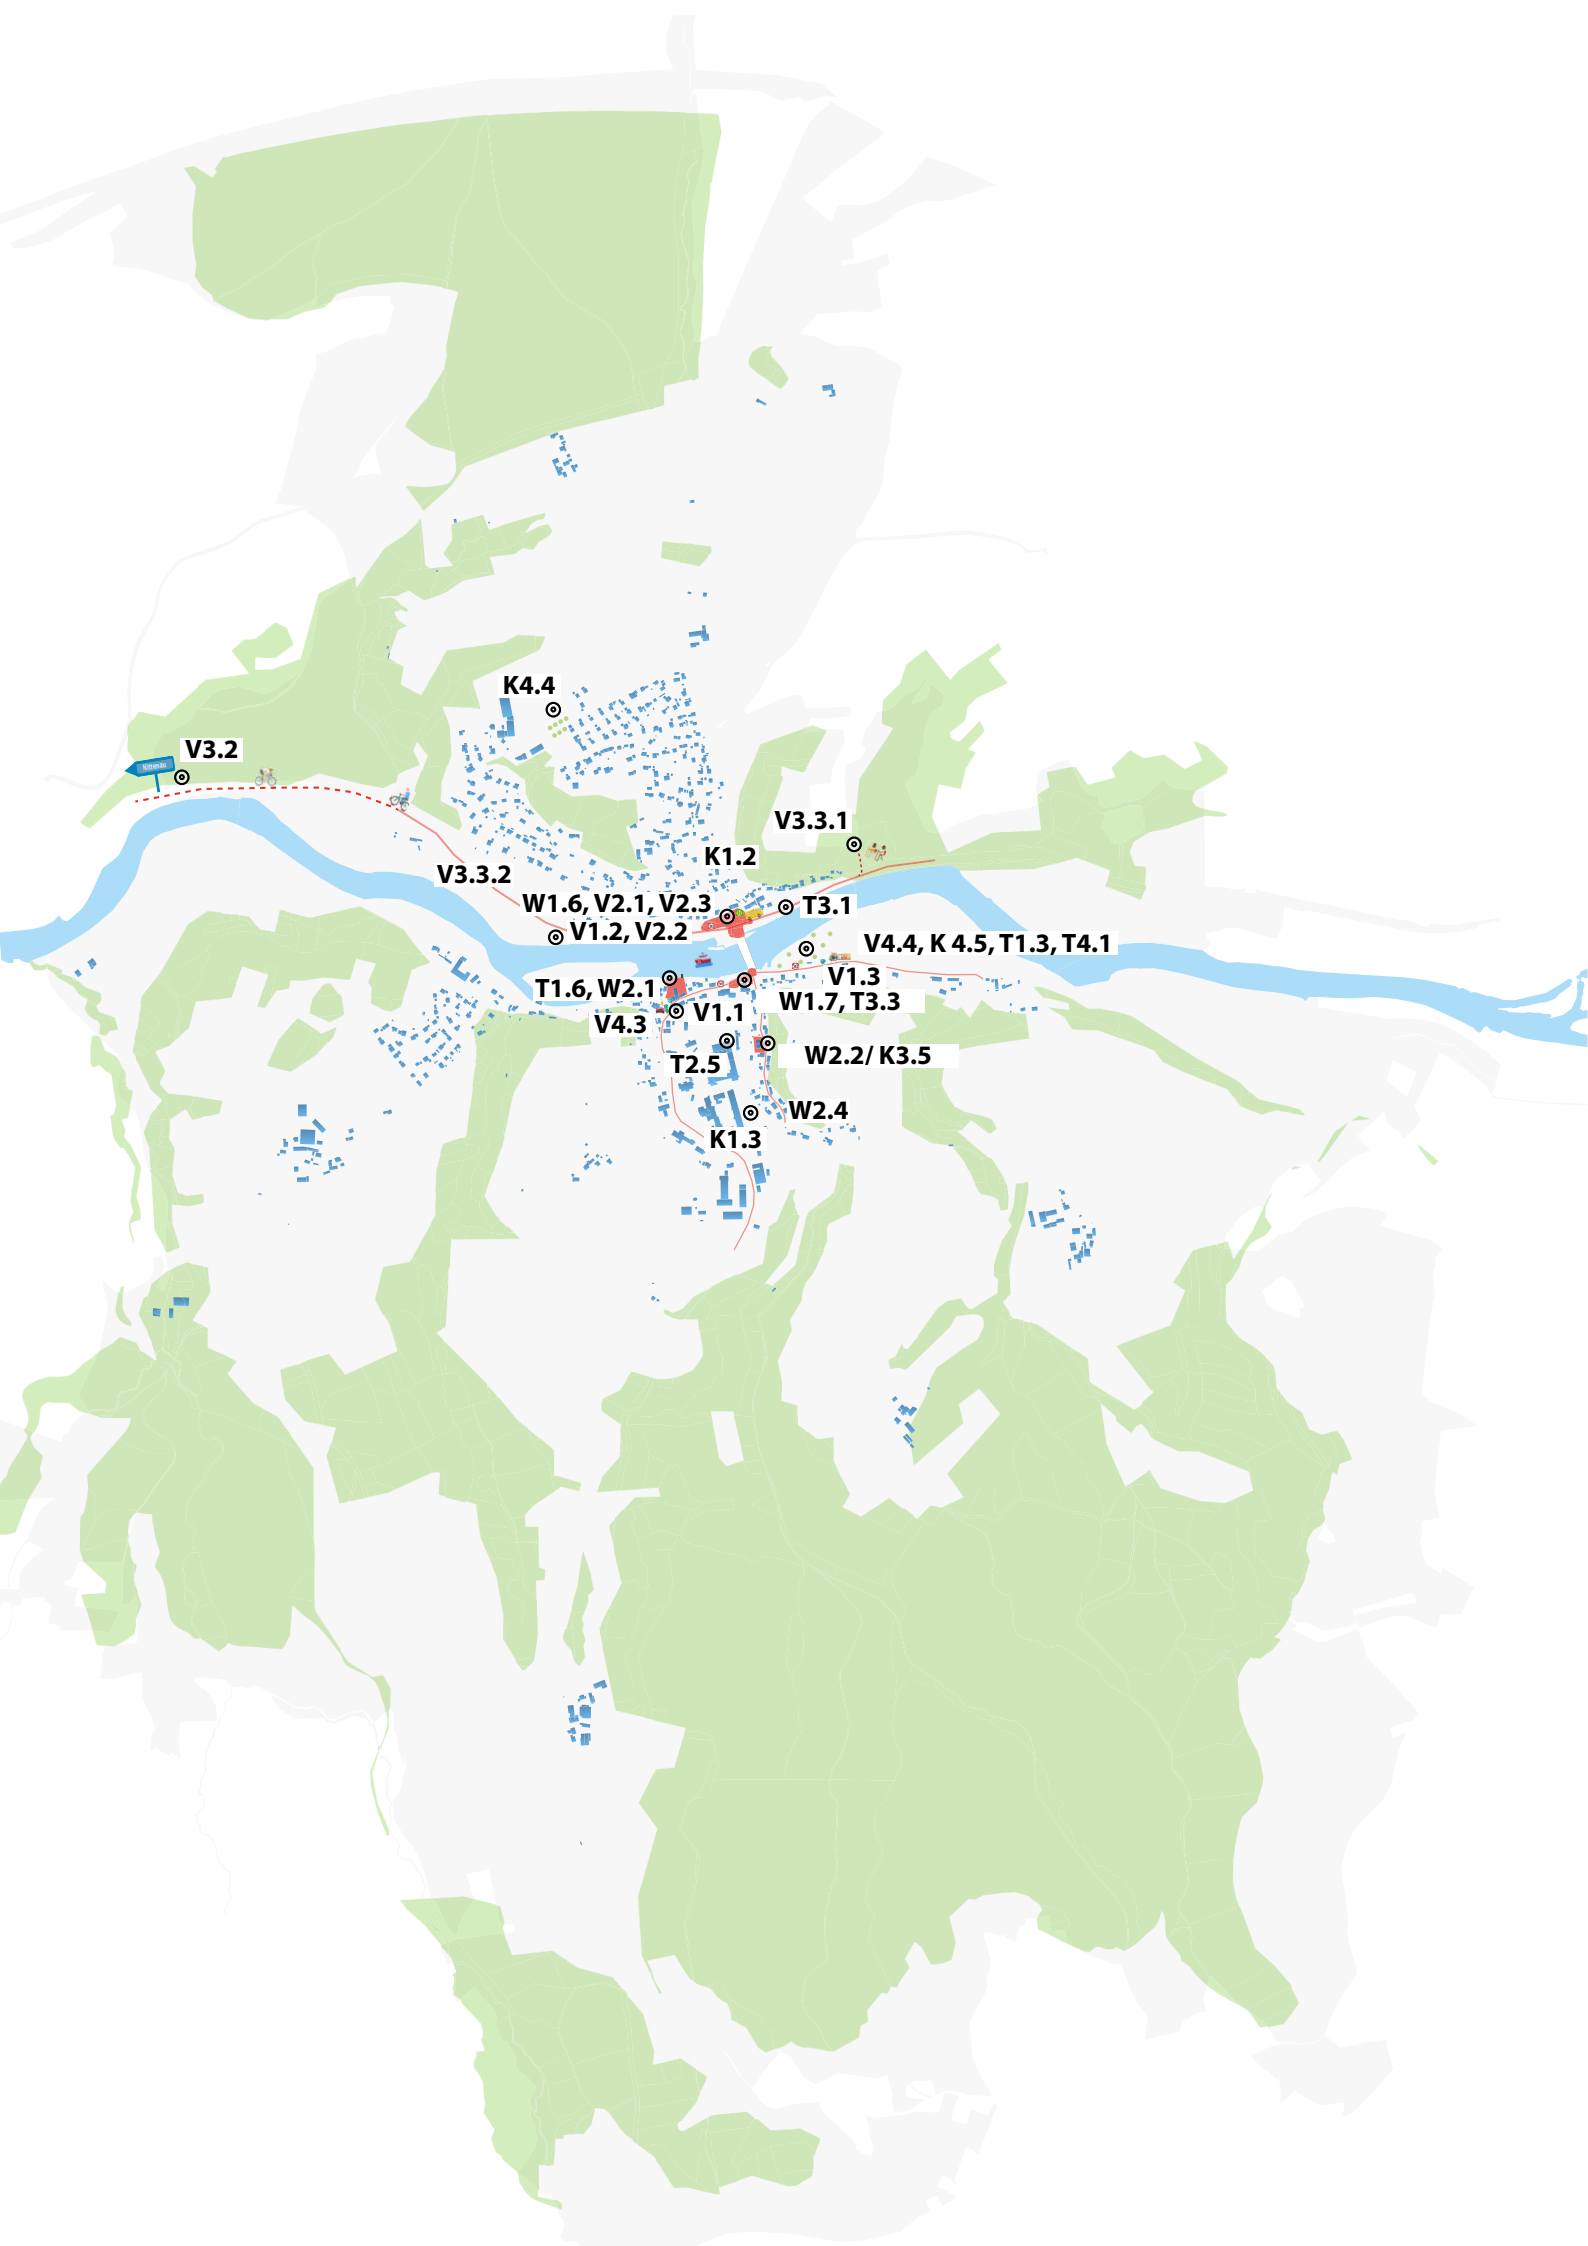 K4.4
V3.2
Nittenau
V3.3.1
K1.2
V3.3.2
W1.6, V2.1, V2.3
T3.1
V1.2, V2.2
V4.4, K 4.5, T1.3, T4.1
V1.3
T1.6, W2.1
W1.7, T3.3
V1.1
V4.3
W2.2/ K3.5
T2.5
W2.4
K1.3